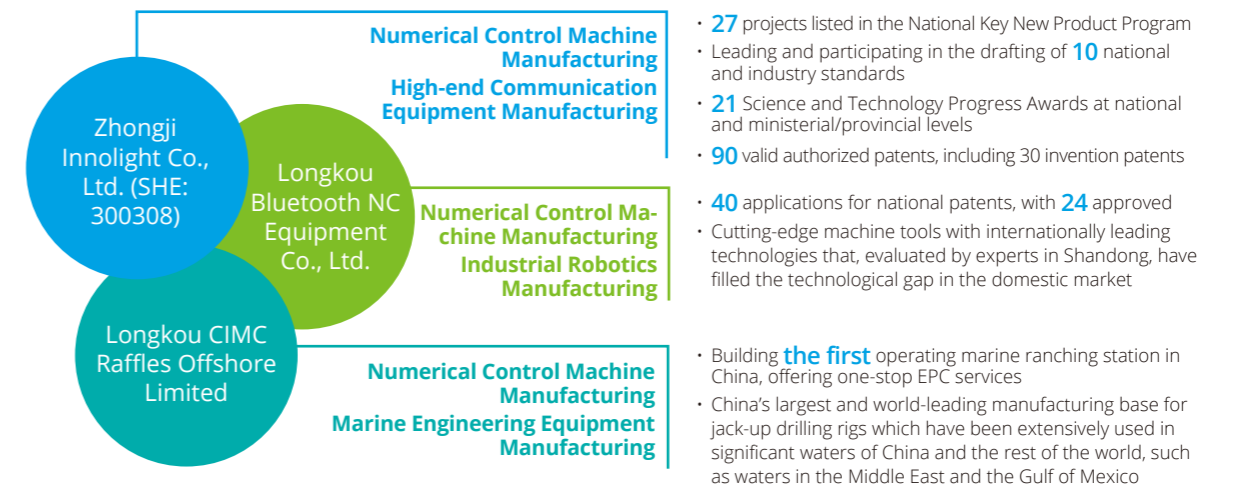 Zhongji
Innolight Co.,
Ltd. (SHE:
300308)
Numerical Control Machine
Manufacturing
High-end Communication
Equipment Manufacturing
· 27 projects listed in the National Key New Product Program
· Leading and participating in the drafting of 10 national
and industry standards
· 21 Science and Technology Progress Awards at national
and ministerial/provincial levels
· 90 valid authorized patents, including 30 invention patents
Longkou
Bluetooth NC
Equipment
Co., Ltd.
Numerical Control Ma-
chine Manufacturing
Industrial Robotics
Manufacturing
· 40 applications for national patents, with 24 approved
· Cutting-edge machine tools with internationally leading
technologies that, evaluated by experts in Shandong, have
filled the technological gap in the domestic market
Longkou CIMC
Raffles Offshore
Limited
Numerical Control Machine
Manufacturing
Marine Engineering Equipment
Manufacturing
· Building the first operating marine ranching station in
China, offering one-stop EPC services
· China’s largest and world-leading manufacturing base for
jack-up drilling rigs which have been extensively used in
significant waters of China and the rest of the world, such
as waters in the Middle East and the Gulf of Mexico